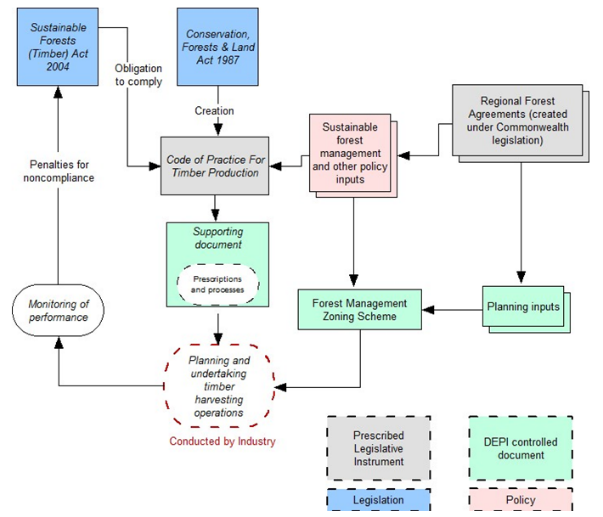 Sustainable
Forests
(Timber) Act
2004
Conservation,
Forests & Land
Act 1987
Obligation
to comply
Creation
Regional Forest
Agreements (created
under Commonwealth
legislation)
Sustainable
forest
management
and other policy
inputs
Penalties for
noncompliance
Code of Practice For
Timber Production
Supporting
document
Prescriptions
and processes
Monitoring of
performance
Forest Management
Zoning Scheme
Planning inputs
Planning and
undertaking
timber
harvesting
operations
Conducted by Industry
Prescribed
Legislative
Instrument
DEPI controlled
document
Legislation
Policy